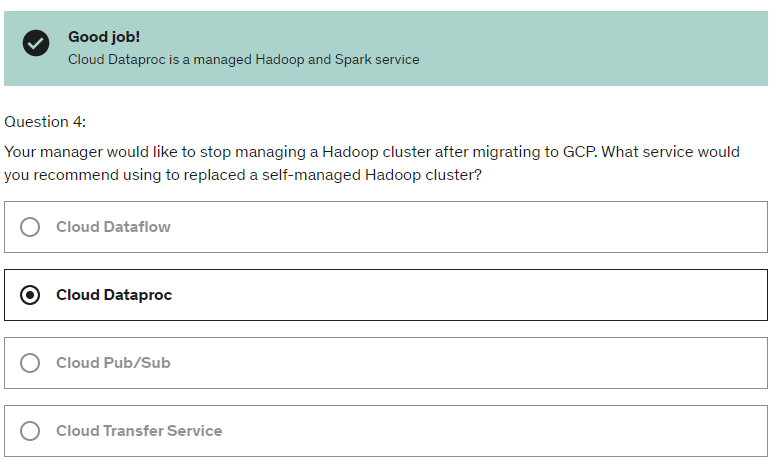 Good job!
Cloud Dataproc is a managed Hadoop and Spark service
Question 4:
Your manager would like to stop managing a Hadoop cluster after migrating to GCP. What service would
you recommend using to replaced a self-managed Hadoop cluster?
Cloud Dataflow
Cloud Dataproc
Cloud Pub/Sub
Cloud Transfer Service